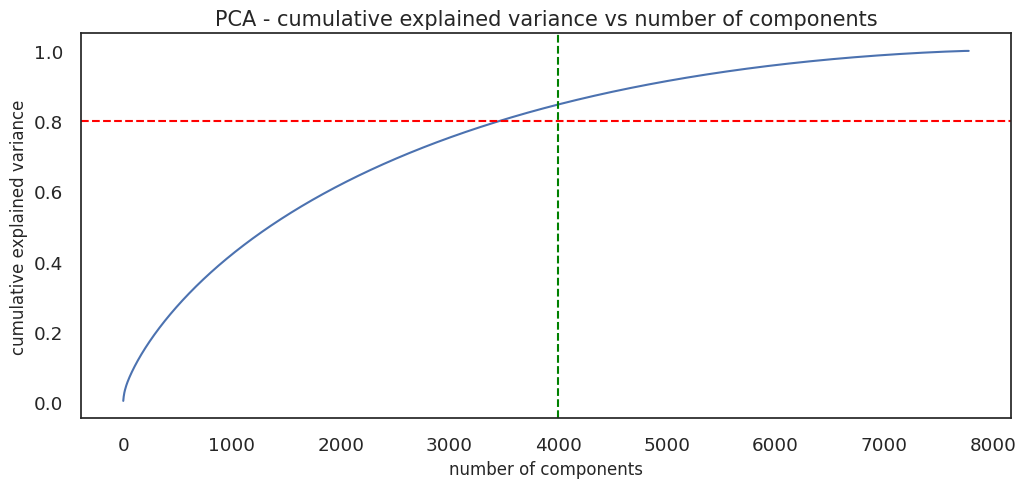 PCA - cumulative explained variance vs number of components
cumulative explained variance
1.0
0.8
0.6
0.4
0.2
0.0
0 1000 2000 3000 4000 5000 6000 7000 8000
number of components